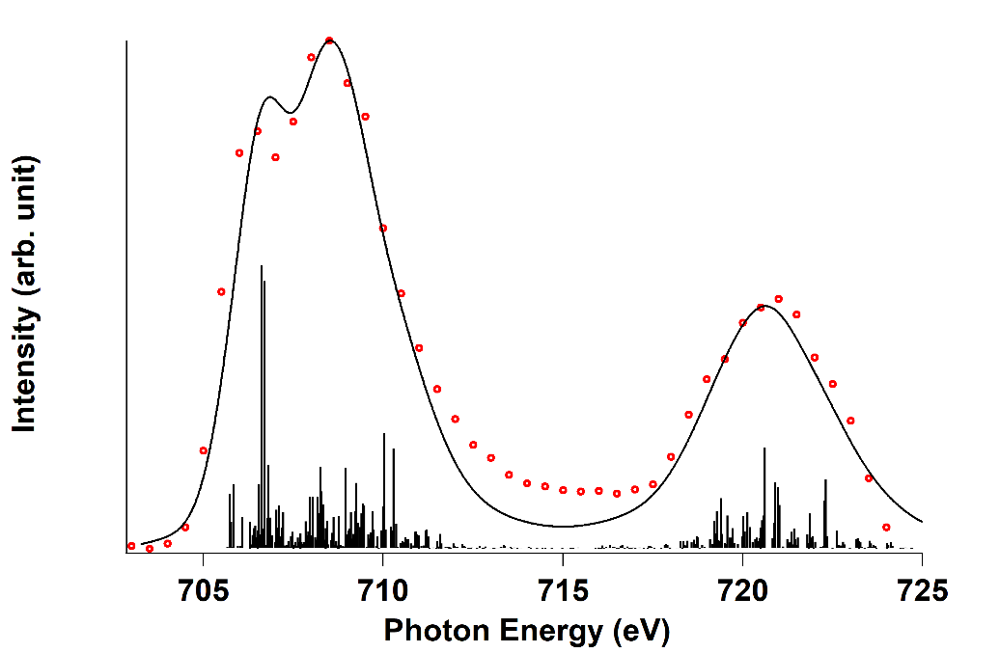 Intensity (arb. unit)
705 710 715 720 725
Photon Energy (eV)